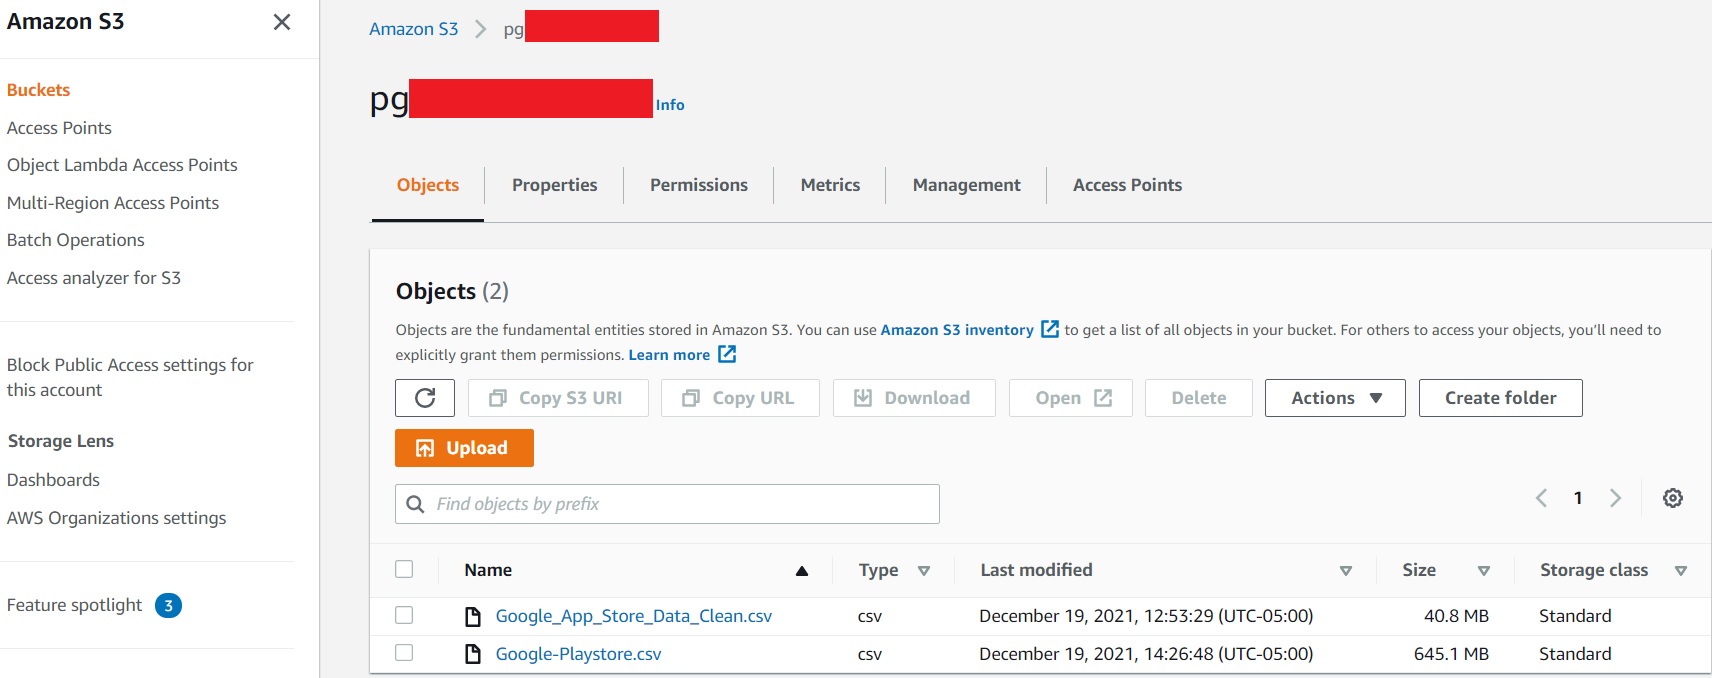 Amazon S3
Buckets
Access Points
Object Lambda Access Points
Multi-Region Access Points
Batch Operations
Access analyzer for S3
Block Public Access settings for
this account
Storage Lens
Dashboards
AWS Organizations settings
Feature spotlight 3
Amazon S3 pg
pg Info
Objects Properties Permissions Metrics Management Access Points
Objects (2)
Objects are the fundamental entities stored in Amazon S3. You can use Amazon S3 inventory to get a list of all objects in your bucket. For others to access your objects, you'll need to
explicitly grant them permissions. Learn more
Copy S3 URI Copy URL Download Open Delete Actions Create folder
Upload
Find objects by prefix 1
Name Type Last modified Size Storage class
Google_App_Store_Data_Clean.csv csv December 19, 2021, 12:53:29 (UTC-05:00) 40.8 MB Standard
Google-Playstore.csv csv December 19, 2021, 14:26:48 (UTC-05:00) 645.1 MB Standard